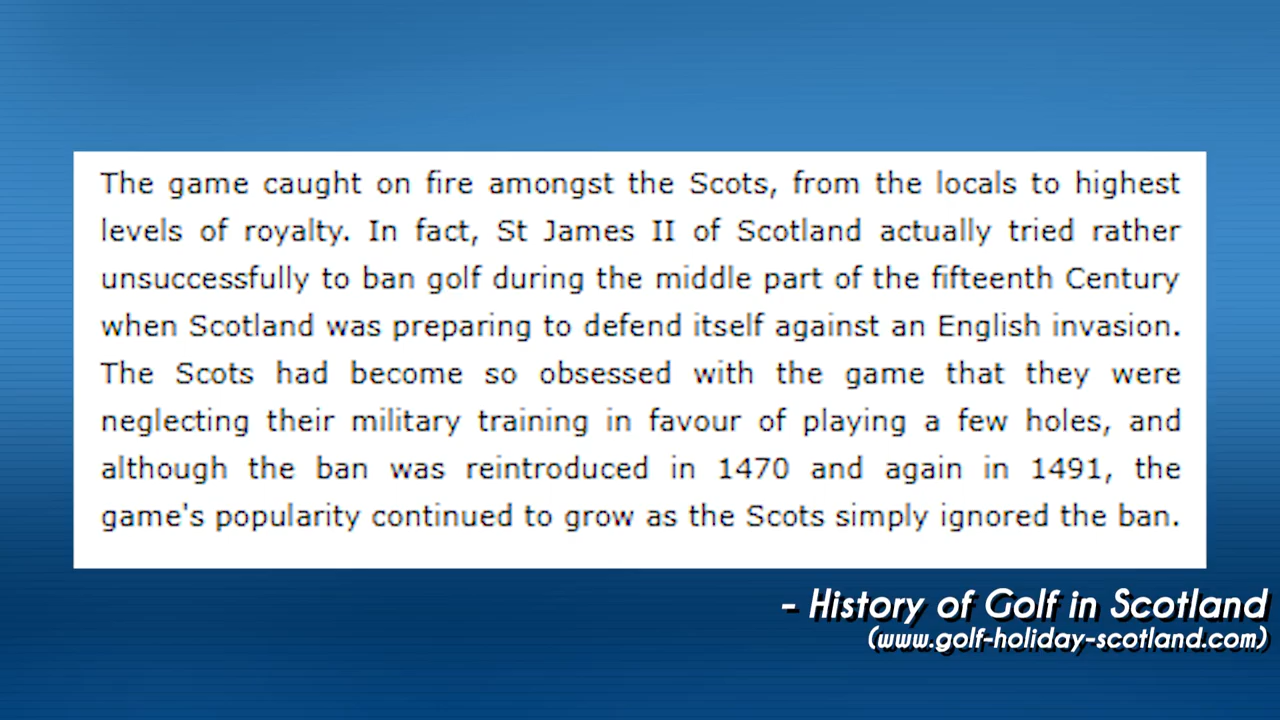 The game caught on fire amongst the Scots, from the locals to highest
levels of royalty. In fact, St James II of Scotland actually tried rather
unsuccessfully to ban golf during the middle part of the fifteenth Century
when Scotland was preparing to defend itself against an English invasion.
The Scots had become so obsessed with the game that they were
neglecting their military training in favour of playing a few holes, and
although the ban was reintroduced in 1470 and again in 1491, the
game's popularity continued to grow as the Scots simply ignored the ban.
- History of Golf in Scotland
(www.golf-holiday-scotland.com)